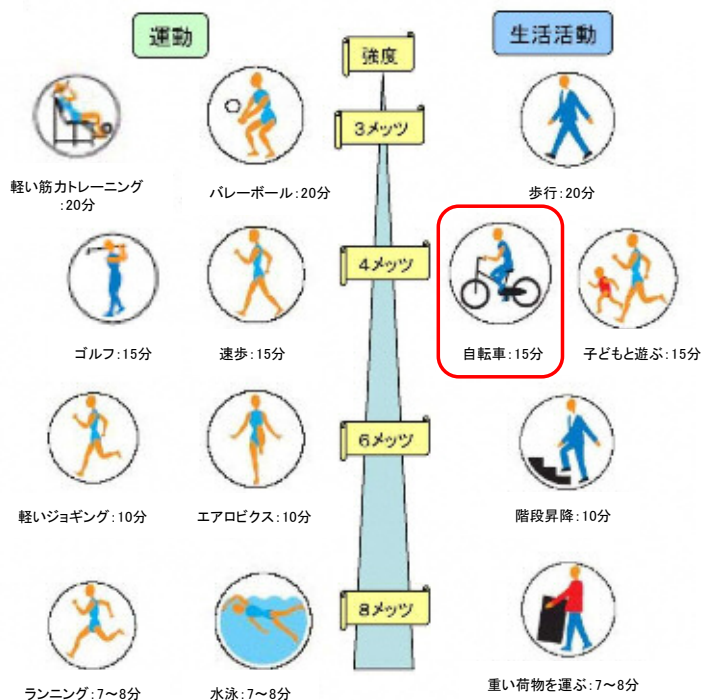 運動
生活活動
強度
3メッツ
軽い筋力トレーニング
:20分
バレーボール:20分
歩行:20分
4メッツ
ゴルフ:15分
速歩:15分
自転車:15分
子どもと遊ぶ:15分
6メッツ
軽いジョギング:10分
エアロビクス:10分
階段昇降:10分
8メッツ
ランニング:7～8分
水泳:7～8分
重い荷物を運ぶ:7～8分